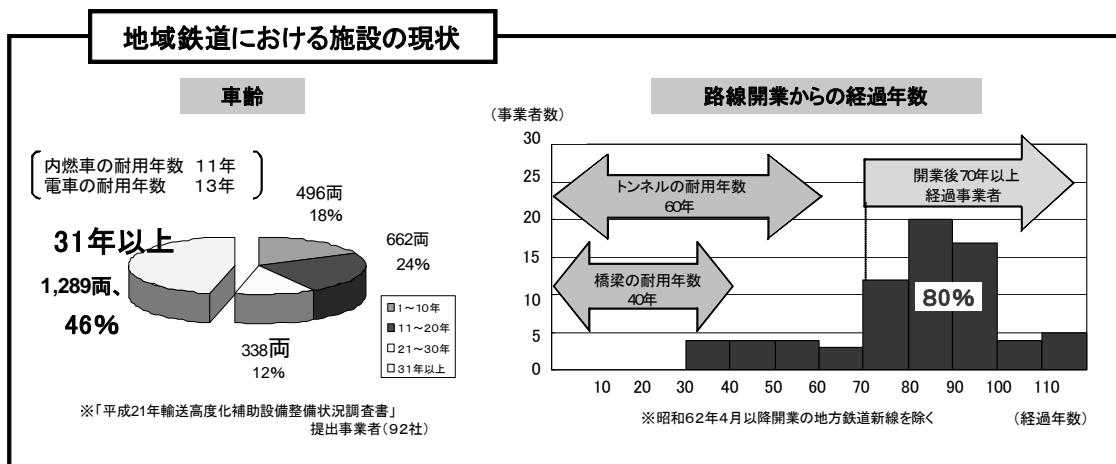 地域鉄道における施設の現状
車齢
内燃車の耐用年数 11年
電車の耐用年数 13年
496両
18%
662両
24%
31年以上
1,289両、
46%
338両
12%
1～10年
11～20年
21～30年
31年以上
※「平成21年輸送高度化補助設備整備状況調査書」
提出事業者(92社)
路線開業からの経過年数
(事業者数)
30
25
20
15
10
5
0
トンネルの耐用年数
60年
開業後70年以上
経過事業者
橋梁の耐用年数
40年
80%
10 20 30 40 50 60 70 80 90 100 110
※昭和62年4月以降開業の地方鉄道新線を除く
(経過年数)